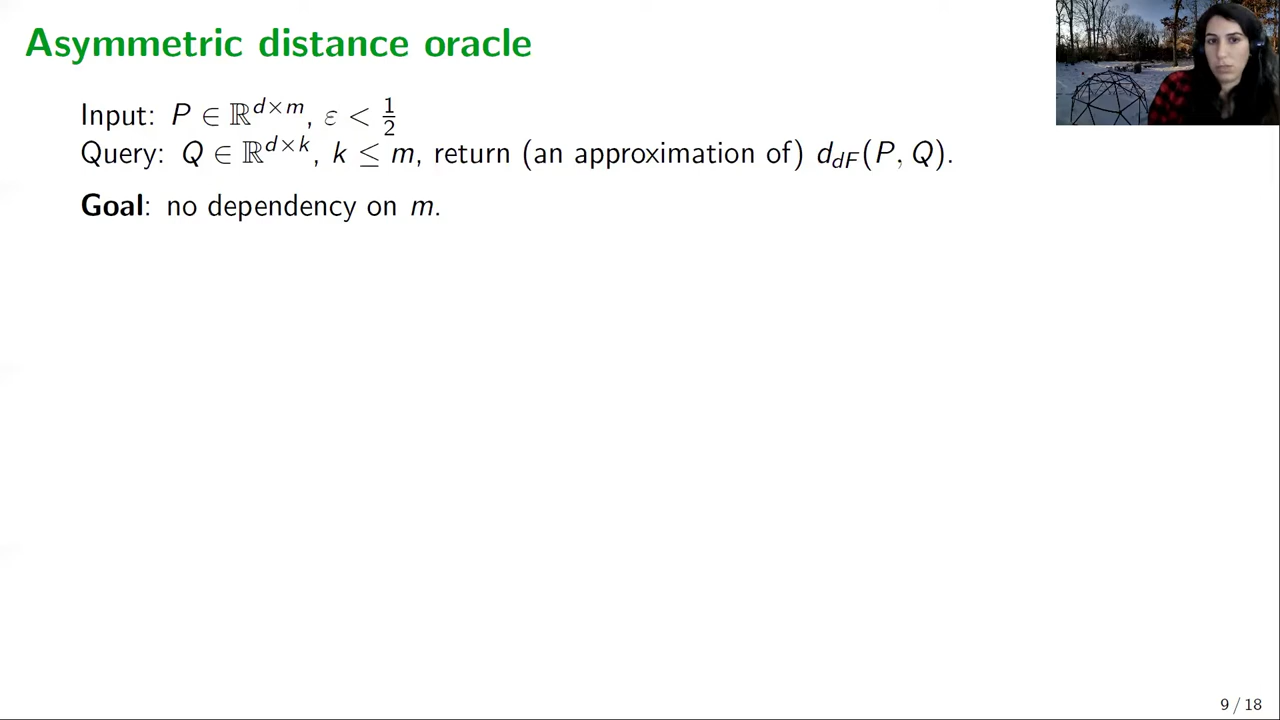 Asymmetric distance oracle
Input: P ∈ ℝ^{d×m}, ε < 1/2
Query: Q ∈ ℝ^{d×k}, k ≤ m, return (an approximation of) d_{dF}(P, Q).
Goal: no dependency on m.
9 / 18